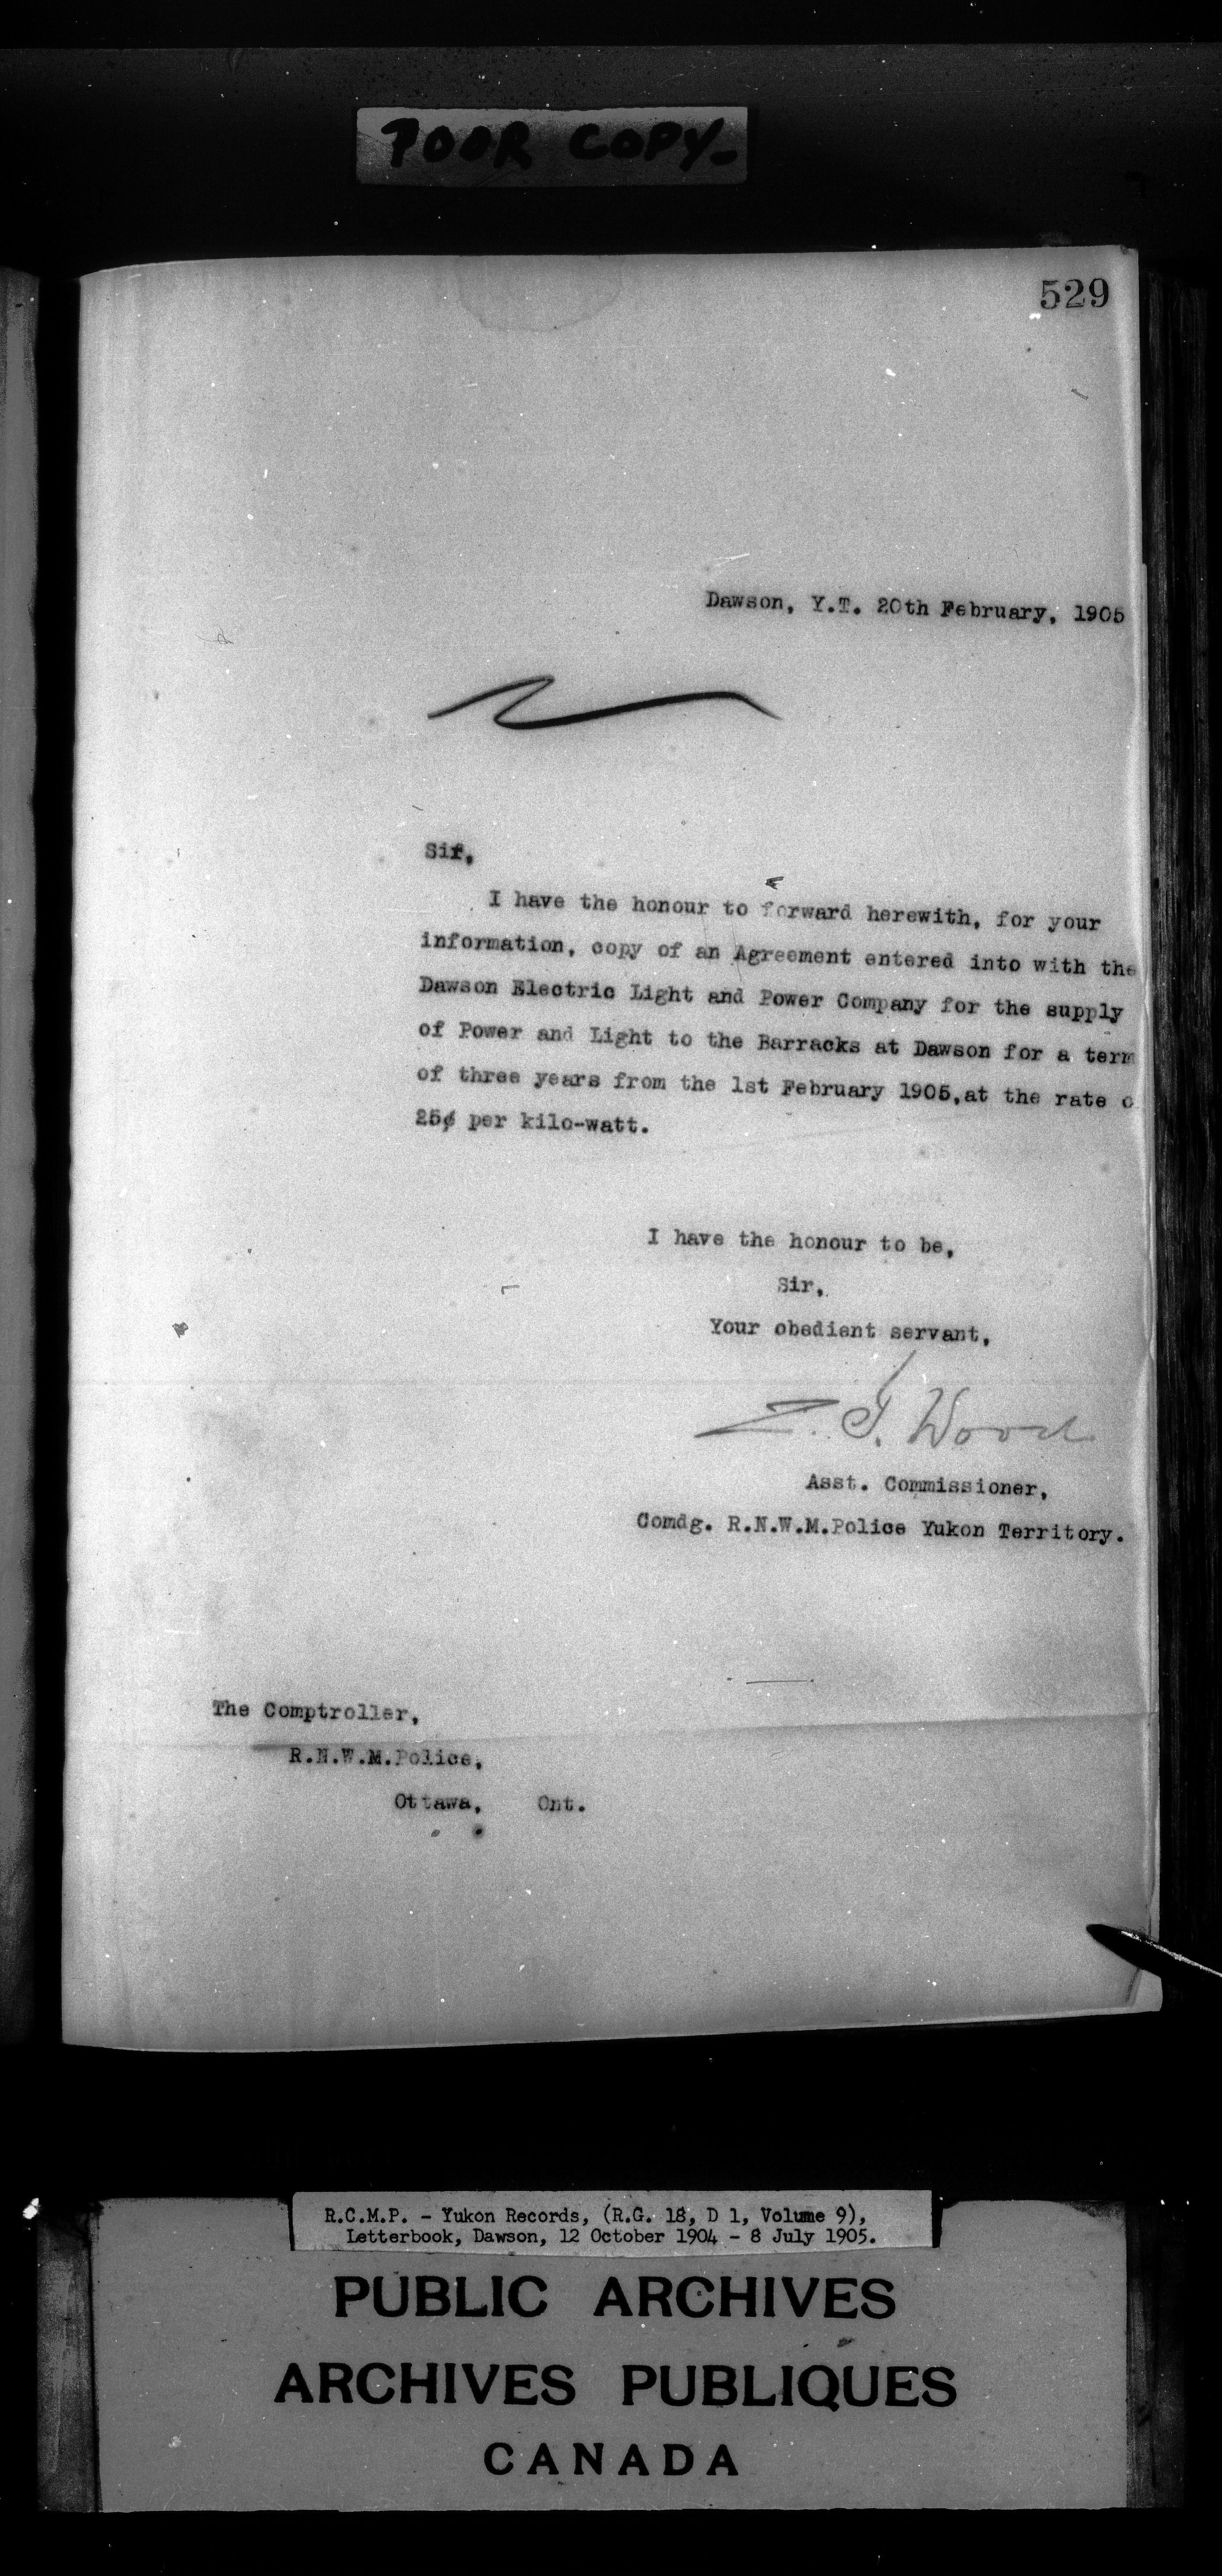 POOR COPY-
529
Dawson, Y.T. 20th February, 1905
Sir,
I have the honour to forward herewith, for your
information, copy of an Agreement entered into with the
Dawson Electric Light and Power Company for the supply
of Power and Light to the Barracks at Dawson for a term
of three years from the 1st February 1905, at the rate o
25¢ per kilo-watt.
I have the honour to be,
Sir,
Your obedient servant,
Z. T. Wood
Asst. Commissioner,
Comdg. R.N.W.M.Police Yukon Territory.
The Comptroller,
R.N.W.M.Police,
Ottawa, Ont.
R.C.M.P. - Yukon Records, (R.G. 18, D 1, Volume 9),
Letterbook, Dawson, 12 October 1904 - 8 July 1905.
PUBLIC ARCHIVES
ARCHIVES PUBLIQUES
CANADA